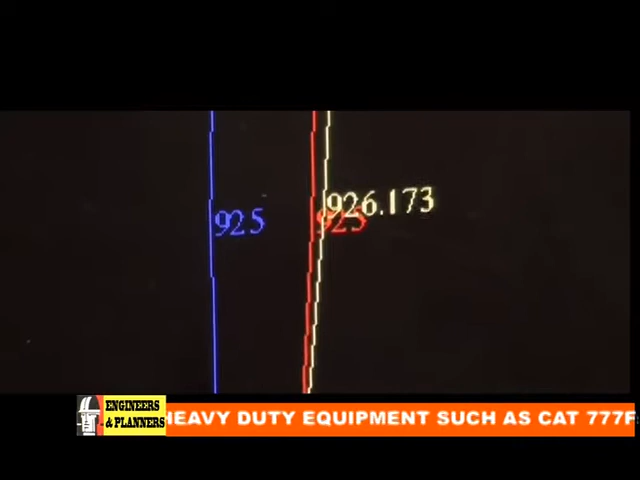 926.173
925
925
ENGINEERS
& PLANNERS
HEAVY DUTY EQUIPMENT SUCH AS CAT 777F